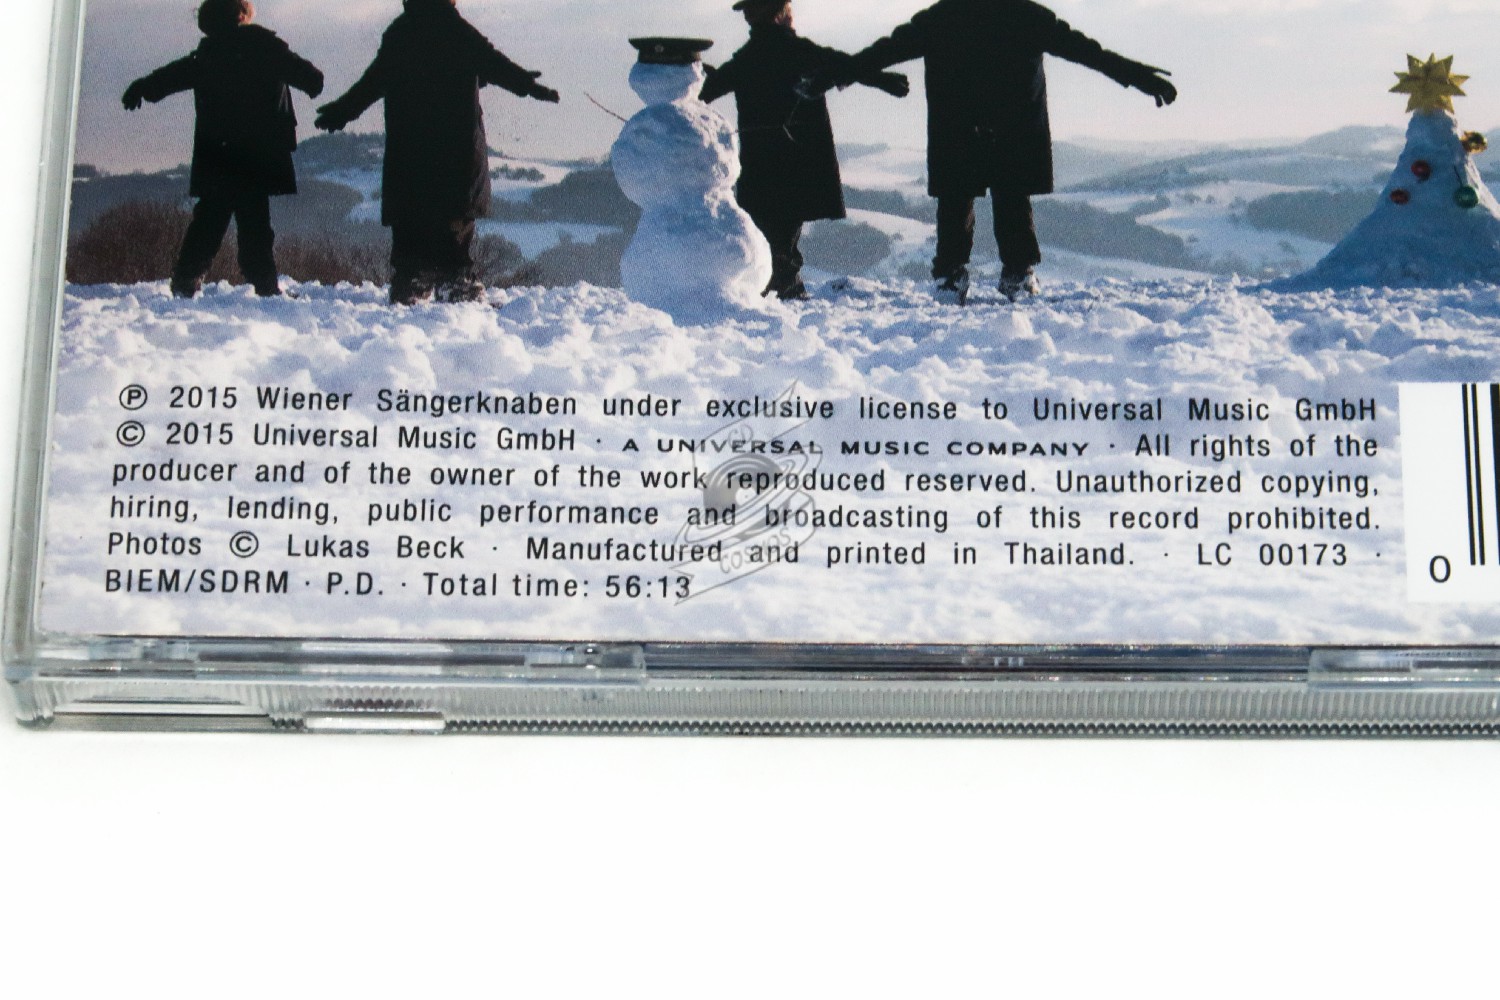 ℗ 2015 Wiener Sängerknaben under exclusive license to Universal Music GmbH
© 2015 Universal Music GmbH · A UNIVERSAL MUSIC COMPANY · All rights of the
producer and of the owner of the work reproduced reserved. Unauthorized copying,
hiring, lending, public performance and broadcasting of this record prohibited.
Photos © Lukas Beck · Manufactured and printed in Thailand. · LC 00173 ·
BIEM/SDRM · P.D. · Total time: 56:13
0
CD
COSMOS